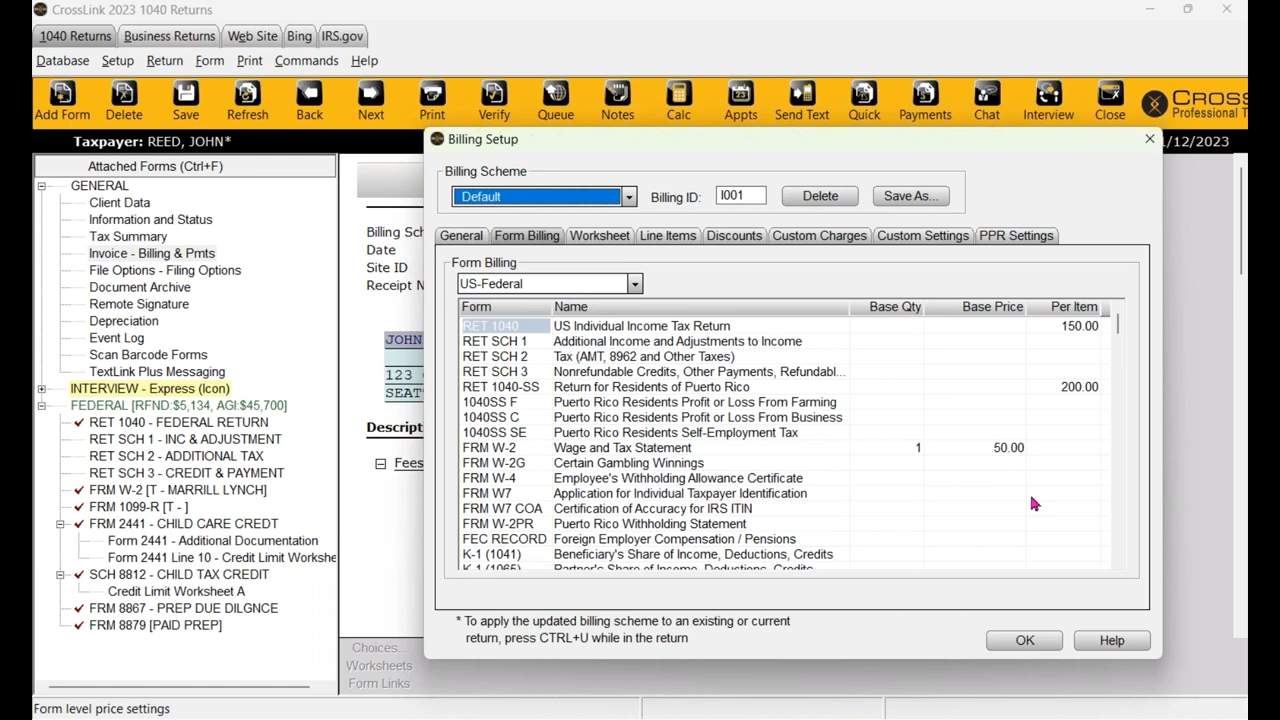 CrossLink 2023 1040 Returns
1040 Returns Business Returns Web Site Bing IRS.gov
Database Setup Return Form Print Commands Help
Add Form Delete Save Refresh Back Next Print Verify Queue Notes Calc Appts Send Text Quick Payments Chat Interview Close
CROSS
Professional T
Taxpayer: REED, JOHN*
/12/2023
Attached Forms (Ctrl+F)
GENERAL
Client Data
Information and Status
Tax Summary
Invoice - Billing & Pmts
File Options - Filing Options
Document Archive
Remote Signature
Depreciation
Event Log
Scan Barcode Forms
TextLink Plus Messaging
INTERVIEW - Express (Icon)
FEDERAL [RFND:$5,134, AGI:$45,700]
RET 1040 - FEDERAL RETURN
RET SCH 1 - INC & ADJUSTMENT
RET SCH 2 - ADDITIONAL TAX
RET SCH 3 - CREDIT & PAYMENT
FRM W-2 [T - MARRILL LYNCH]
FRM 1099-R [T - ]
FRM 2441 - CHILD CARE CREDT
Form 2441 - Additional Documentation
Form 2441 Line 10 - Credit Limit Workshe
SCH 8812 - CHILD TAX CREDIT
Credit Limit Worksheet A
FRM 8867 - PREP DUE DILGNCE
FRM 8879 [PAID PREP]
Billing Sch
Date
Site ID
Receipt N
JOHN
123
SEAT
Descript
Fees
Choices...
Worksheets
Form Links
Billing Setup
Billing Scheme
Default Billing ID: I001 Delete Save As...
General Form Billing Worksheet Line Items Discounts Custom Charges Custom Settings PPR Settings
Form Billing
US-Federal
Form Name Base Qty Base Price Per Item
RET 1040 US Individual Income Tax Return 150.00
RET SCH 1 Additional Income and Adjustments to Income
RET SCH 2 Tax (AMT, 8962 and Other Taxes)
RET SCH 3 Nonrefundable Credits, Other Payments, Refundabl...
RET 1040-SS Return for Residents of Puerto Rico 200.00
1040SS F Puerto Rico Residents Profit or Loss From Farming
1040SS C Puerto Rico Residents Profit or Loss From Business
1040SS SE Puerto Rico Residents Self-Employment Tax
FRM W-2 Wage and Tax Statement 1 50.00
FRM W-2G Certain Gambling Winnings
FRM W-4 Employee's Withholding Allowance Certificate
FRM W7 Application for Individual Taxpayer Identification
FRM W7 COA Certification of Accuracy for IRS ITIN
FRM W-2PR Puerto Rico Withholding Statement
FEC RECORD Foreign Employer Compensation / Pensions
K-1 (1041) Beneficiary's Share of Income, Deductions, Credits
K-1 (1065) Partner's Share of Income, Deductions, Credits
* To apply the updated billing scheme to an existing or current
return, press CTRL+U while in the return
OK Help
Form level price settings